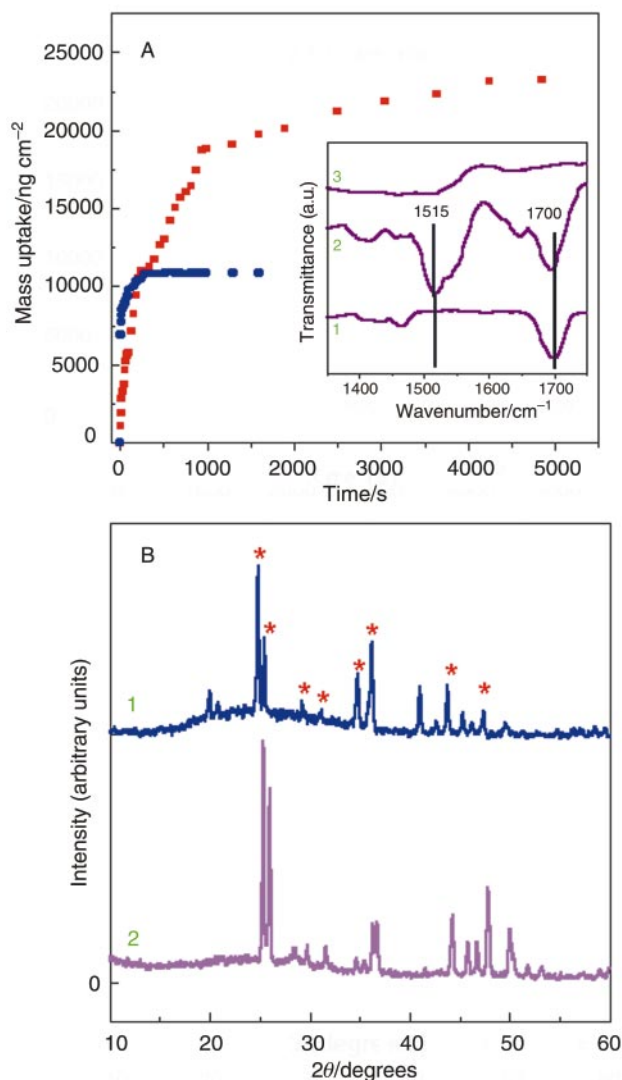 A
25000
20000
15000
10000
5000
0
Mass uptake/ng cm⁻²
0 1000 2000 3000 4000 5000
Time/s
3
2
1
1515 1700
Transmittance (a.u.)
1400 1500 1600 1700
Wavenumber/cm⁻¹
B
* * * * * * * *
1
2
0
Intensity (arbitrary units)
10 20 30 40 50 60
2θ/degrees